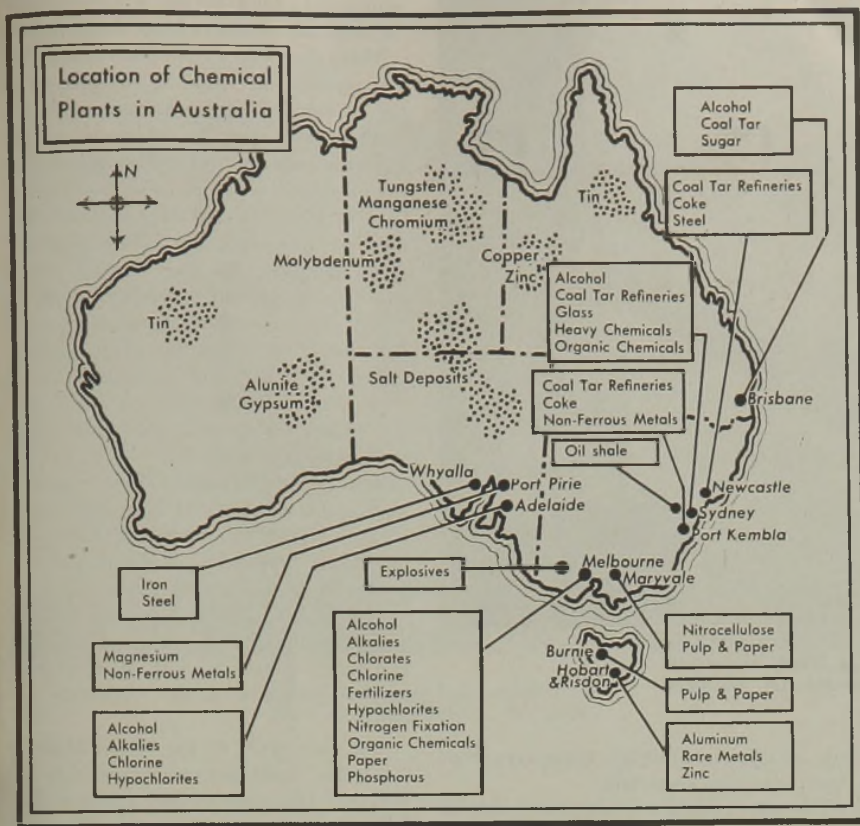 Location of Chemical
Plants in Australia
N
Alcohol
Coal Tar
Sugar
Coal Tar Refineries
Coke
Steel
Tungsten
Manganese
Chromium
Tin
Molybdenum
Copper
Zinc
Alcohol
Coal Tar Refineries
Glass
Heavy Chemicals
Organic Chemicals
Tin
Alunite
Gypsum
Salt Deposits
Coal Tar Refineries
Coke
Non-Ferrous Metals
Brisbane
Oil shale
Whyalla
Port Pirie
Adelaide
Newcastle
Sydney
Port Kembla
Iron
Steel
Explosives
Melbourne
Maryvale
Magnesium
Non-Ferrous Metals
Alcohol
Alkalies
Chlorine
Hypochlorites
Alcohol
Alkalies
Chlorates
Chlorine
Fertilizers
Hypochlorites
Nitrogen Fixation
Organic Chemicals
Paper
Phosphorus
Nitrocellulose
Pulp & Paper
Burnie
Hobart
& Risdon
Pulp & Paper
Aluminum
Rare Metals
Zinc